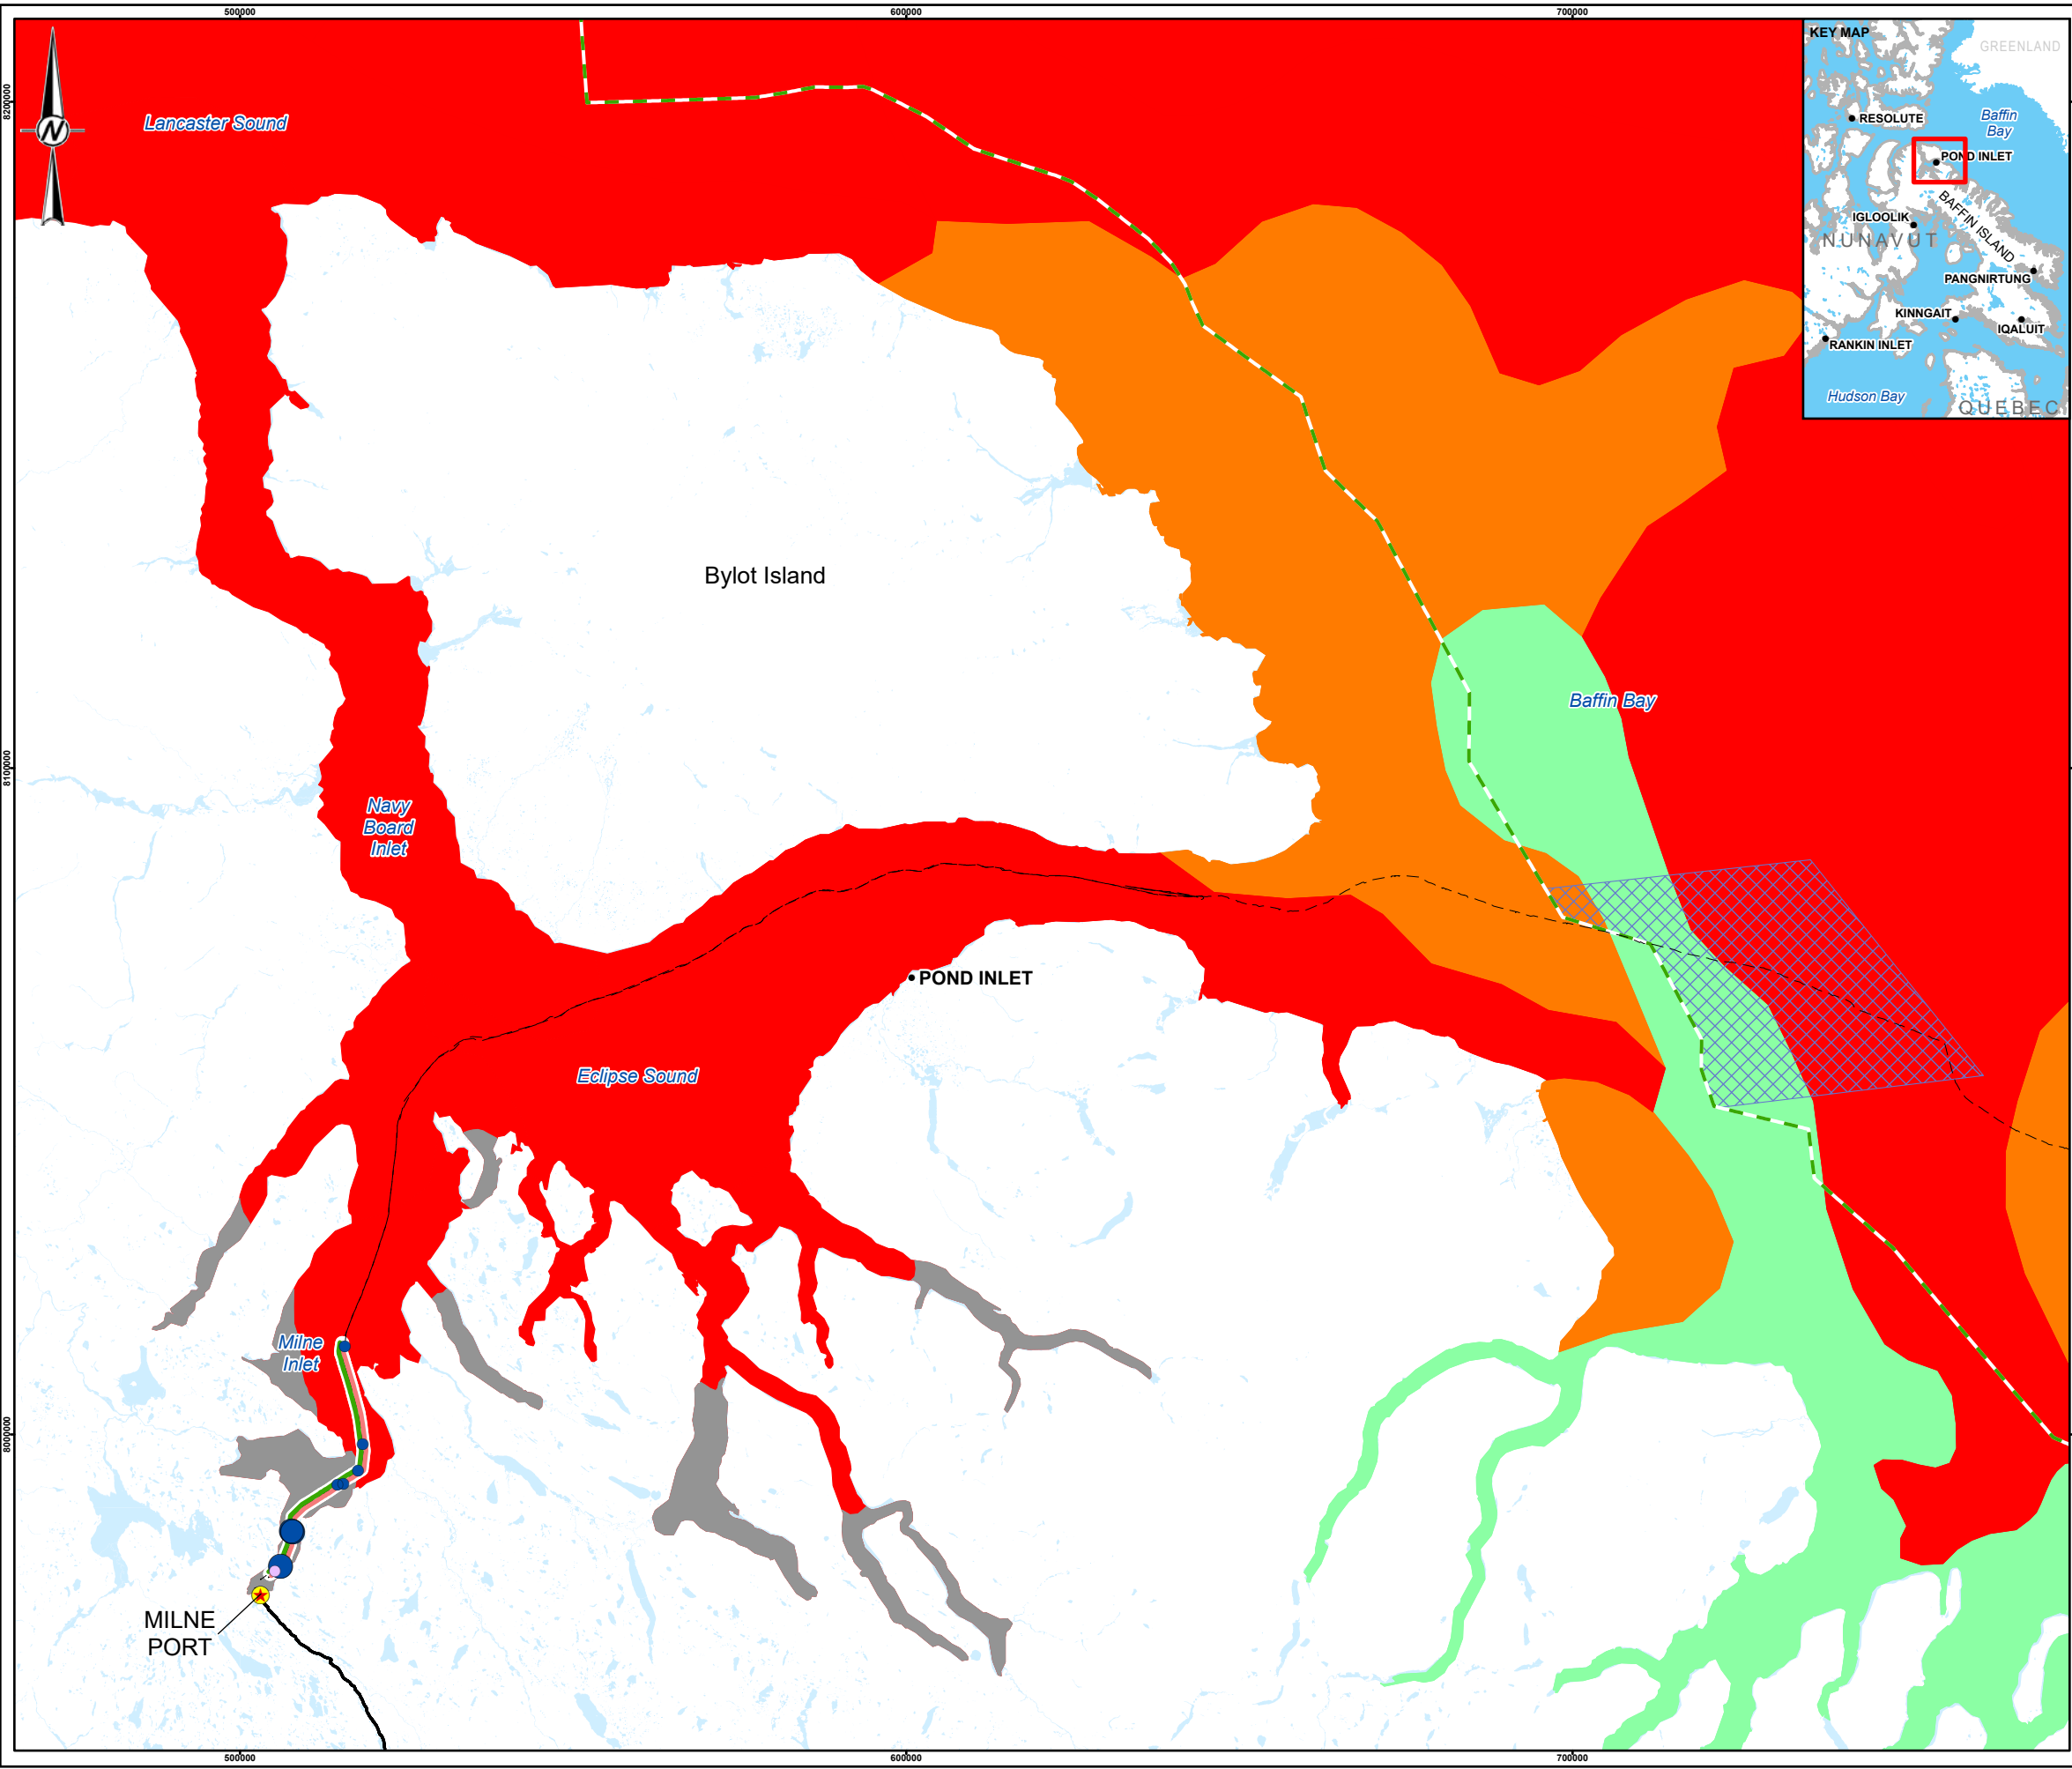 500000
600000
700000
KEY MAP
GREENLAND
8200000
N
Lancaster Sound
Baffin
Bay
RESOLUTE
POND INLET
BAFFIN ISLAND
IGLOOLIK
NUNAVUT
PANGNIRTUNG
KINNGAIT
IQALUIT
RANKIN INLET
Hudson Bay
QUEBEC
Bylot Island
Baffin Bay
8100000
Navy
Board
Inlet
POND INLET
Eclipse Sound
Milne
Inlet
8000000
MILNE
PORT
500000
600000
700000